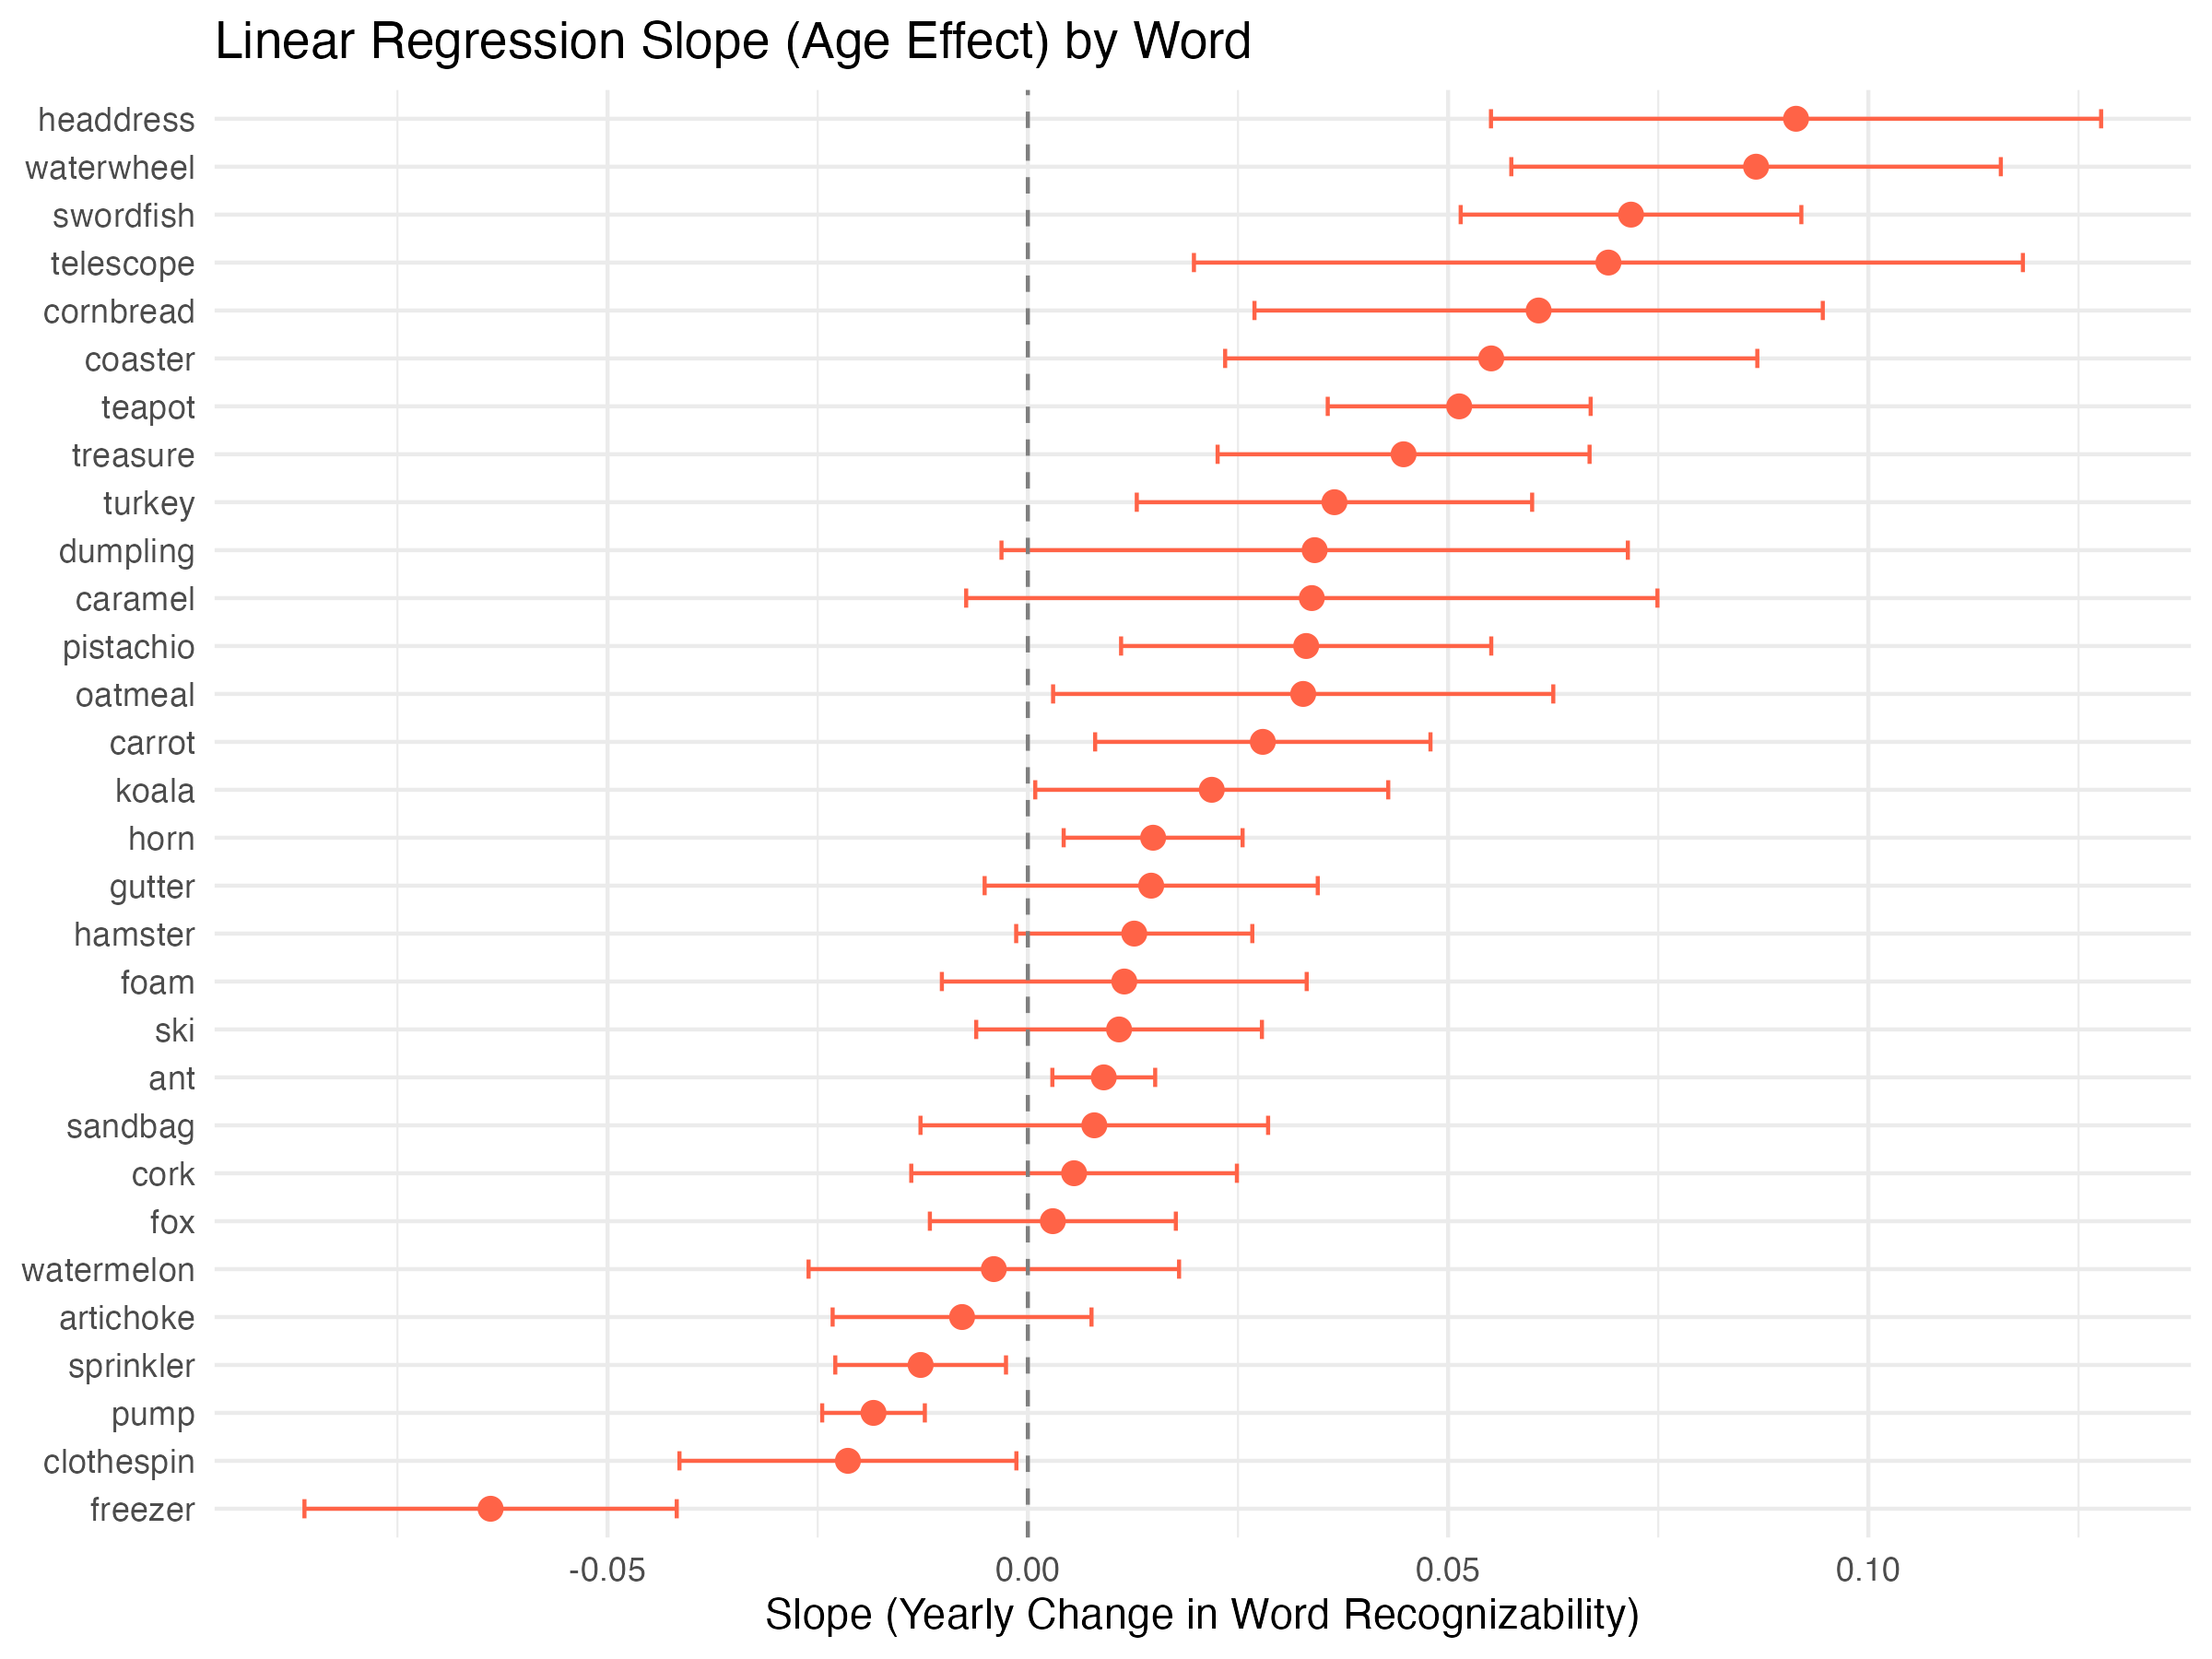 Linear Regression Slope (Age Effect) by Word
headdress
waterwheel
swordfish
telescope
cornbread
coaster
teapot
treasure
turkey
dumpling
caramel
pistachio
oatmeal
carrot
koala
horn
gutter
hamster
foam
ski
ant
sandbag
cork
fox
watermelon
artichoke
sprinkler
pump
clothespin
freezer
-0.05 0.00 0.05 0.10
Slope (Yearly Change in Word Recognizability)